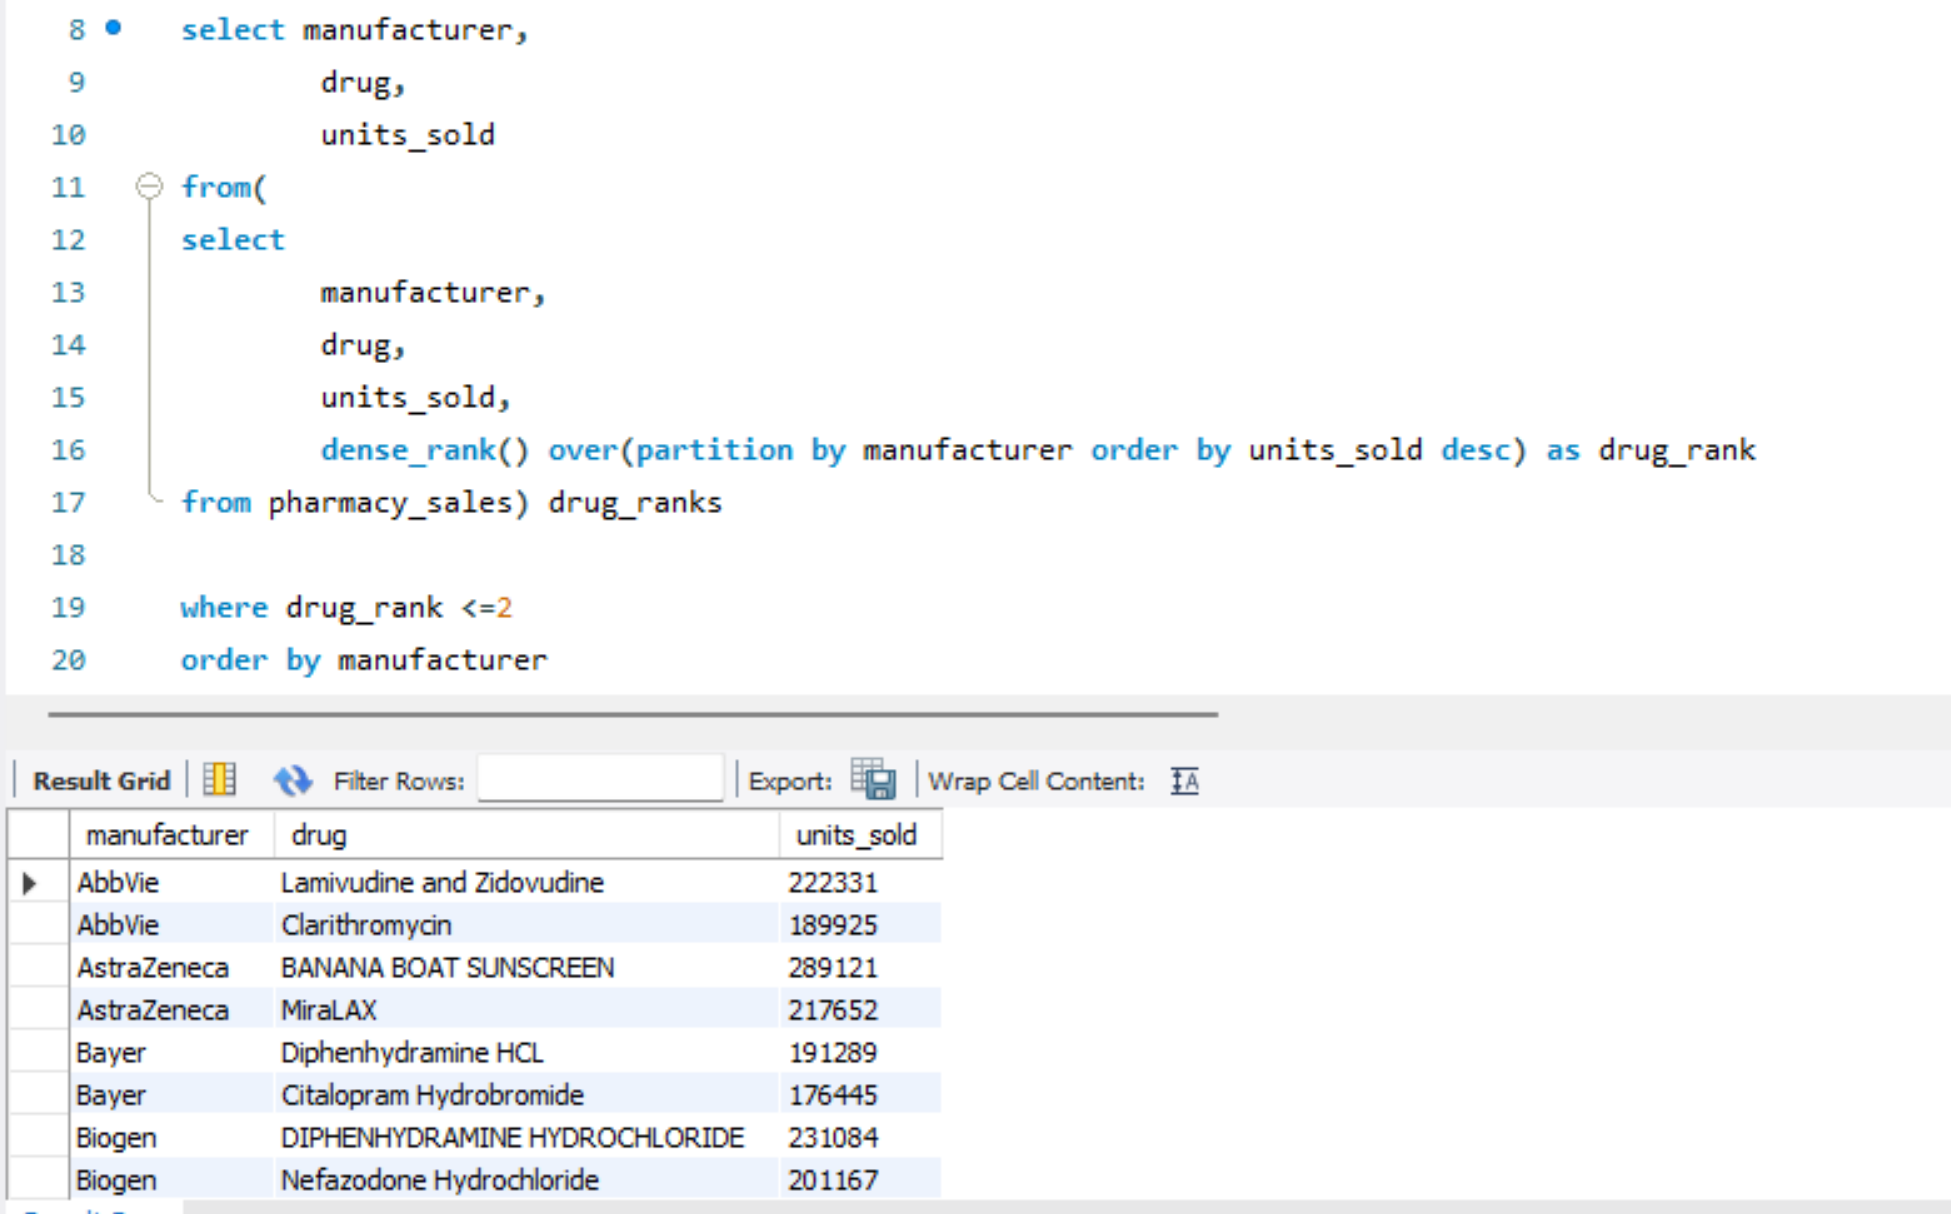 8 select manufacturer,
9 drug,
10 units_sold
11 from(
12 select
13 manufacturer,
14 drug,
15 units_sold,
16 dense_rank() over(partition by manufacturer order by units_sold desc) as drug_rank
17 from pharmacy_sales) drug_ranks
18
19 where drug_rank <=2
20 order by manufacturer
Result Grid Filter Rows: Export: Wrap Cell Content: IA
manufacturer drug units_sold
AbbVie Lamivudine and Zidovudine 222331
AbbVie Clarithromycin 189925
AstraZeneca BANANA BOAT SUNSCREEN 289121
AstraZeneca MiraLAX 217652
Bayer Diphenhydramine HCL 191289
Bayer Citalopram Hydrobromide 176445
Biogen DIPHENHYDRAMINE HYDROCHLORIDE 231084
Biogen Nefazodone Hydrochloride 201167